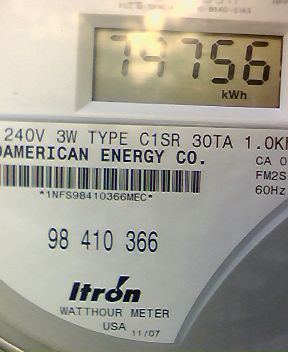 kWh
240V 3W TYPE C1SR 30TA 1.0K
AMERICAN ENERGY CO.
CA 0
FM2S
60Hz
*1NFS98410366MEC*
98 410 366
Itron
WATTHOUR METER
USA 11/07